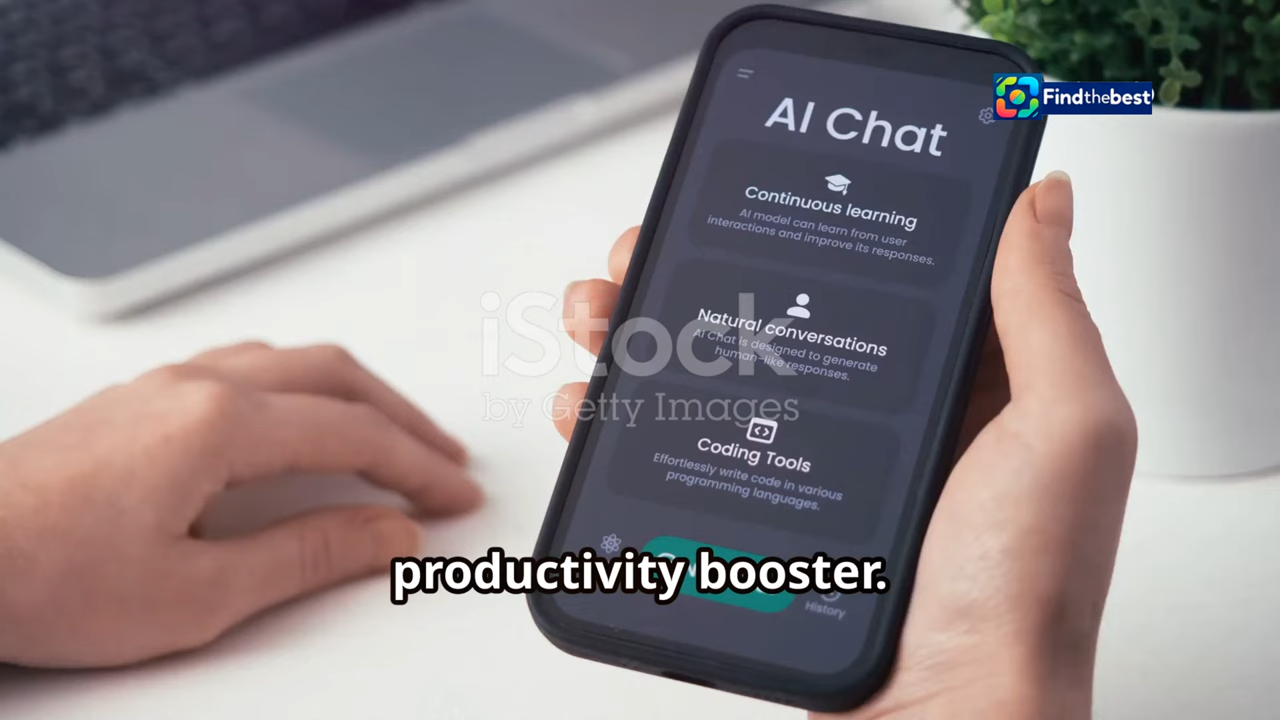 AI Chat
Findthebest
Continuous learning
AI model can learn from user
interactions and improve its responses.
Natural conversations
AI Chat is designed to generate
human-like responses.
iStock
by Getty Images
Coding Tools
Effortlessly write code in various
programming languages.
productivity booster.
History